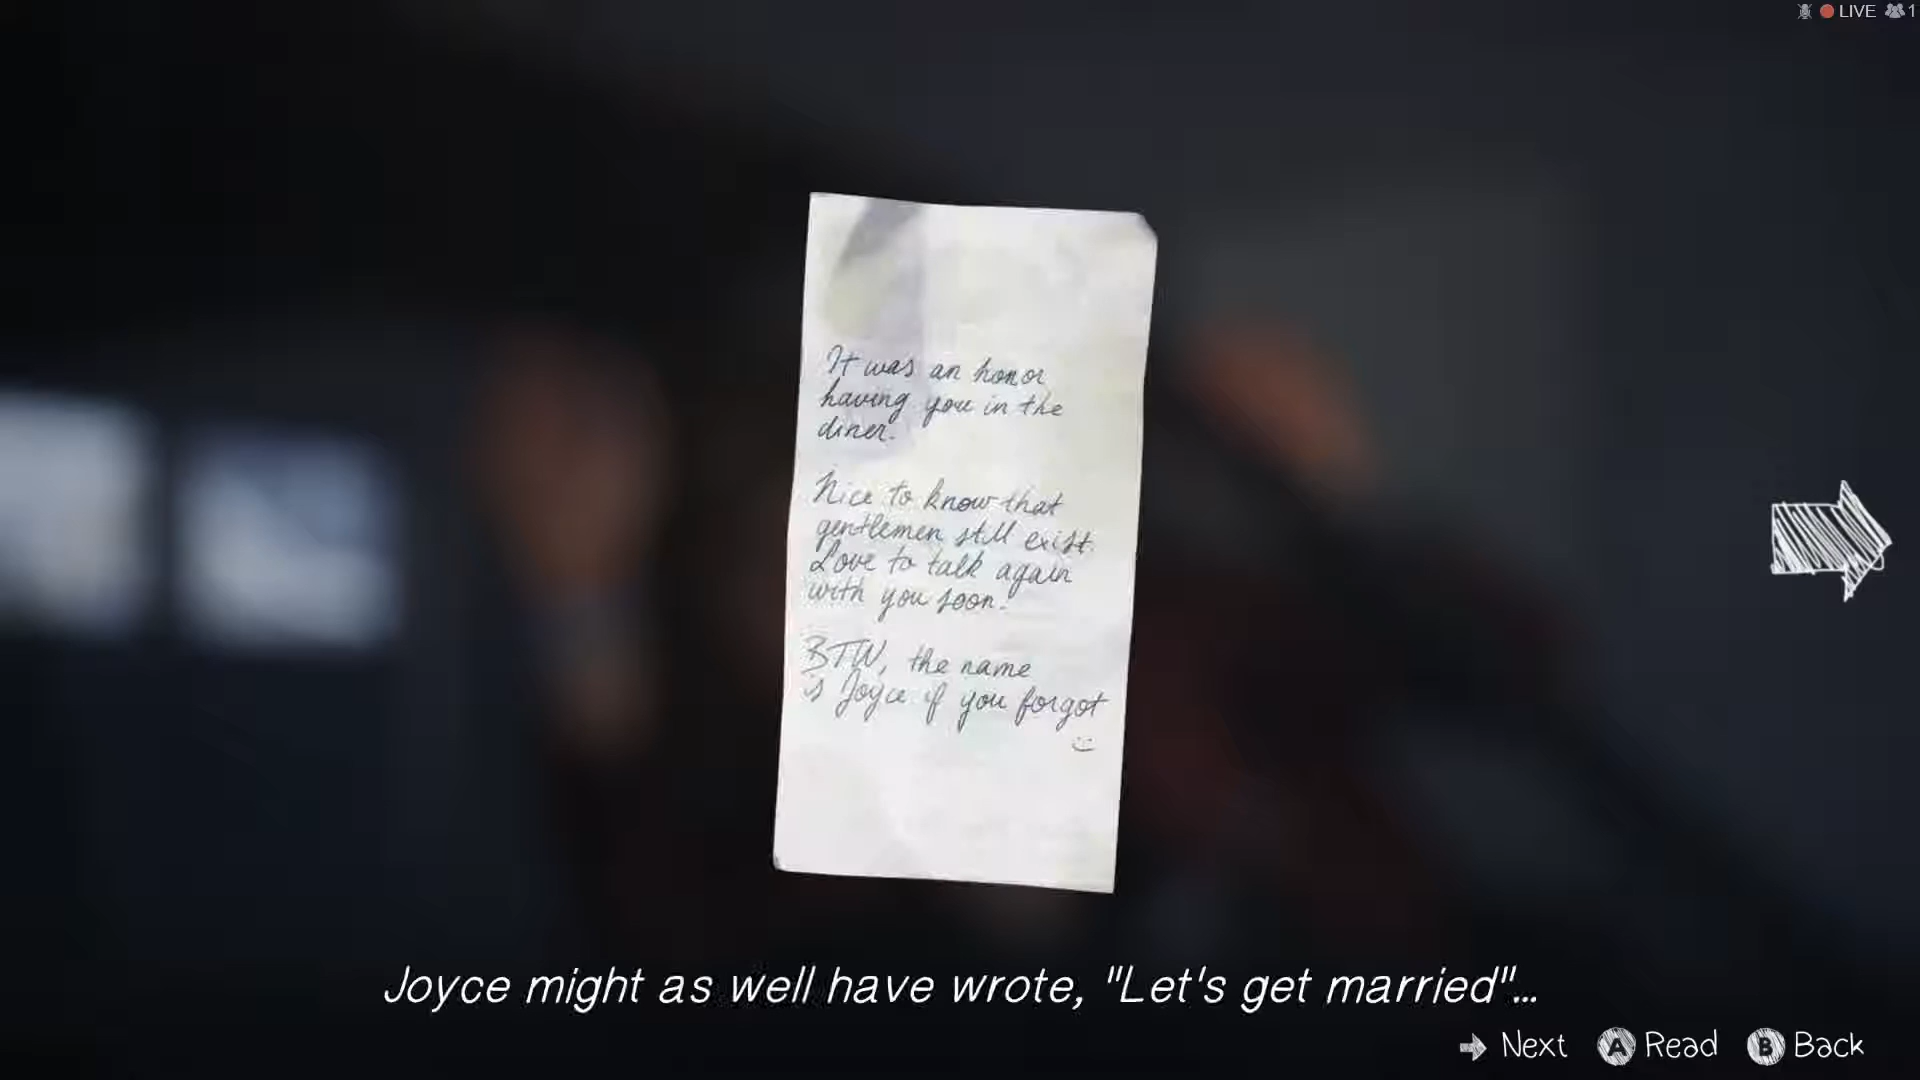 LIVE 1
It was an honor
having you in the
diner.
Nice to know that
gentlemen still exist.
Love to talk again
with you soon.
BTW, the name
is Joyce if you forgot
Joyce might as well have wrote, "Let's get married"...
Next A Read B Back